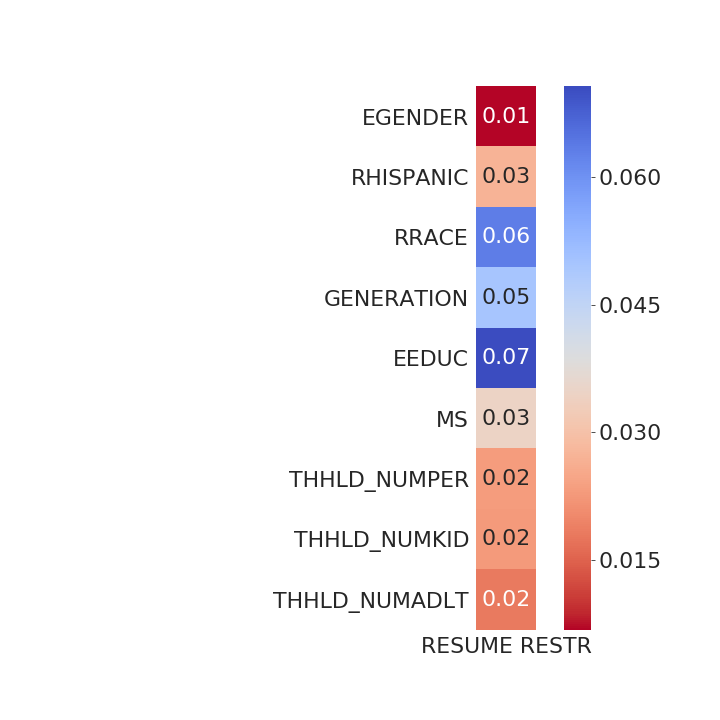 EGENDER 0.01
RHISPANIC 0.03 0.060
RRACE 0.06
GENERATION 0.05 0.045
EEDUC 0.07
MS 0.03 0.030
THHLD_NUMPER 0.02
THHLD_NUMKID 0.02 0.015
THHLD_NUMADLT 0.02
RESUME RESTR